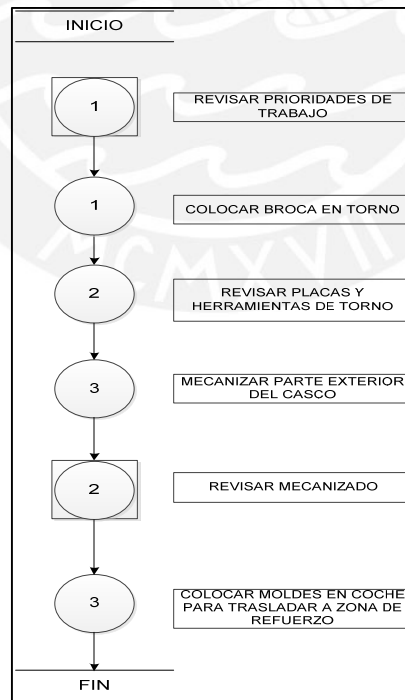 INICIO
1
REVISAR PRIORIDADES DE
TRABAJO
1
COLOCAR BROCA EN TORNO
MCMXVII
2
REVISAR PLACAS Y
HERRAMIENTAS DE TORNO
3
MECANIZAR PARTE EXTERIOR
DEL CASCO
2
REVISAR MECANIZADO
3
COLOCAR MOLDES EN COCHE
PARA TRASLADAR A ZONA DE
REFUERZO
FIN